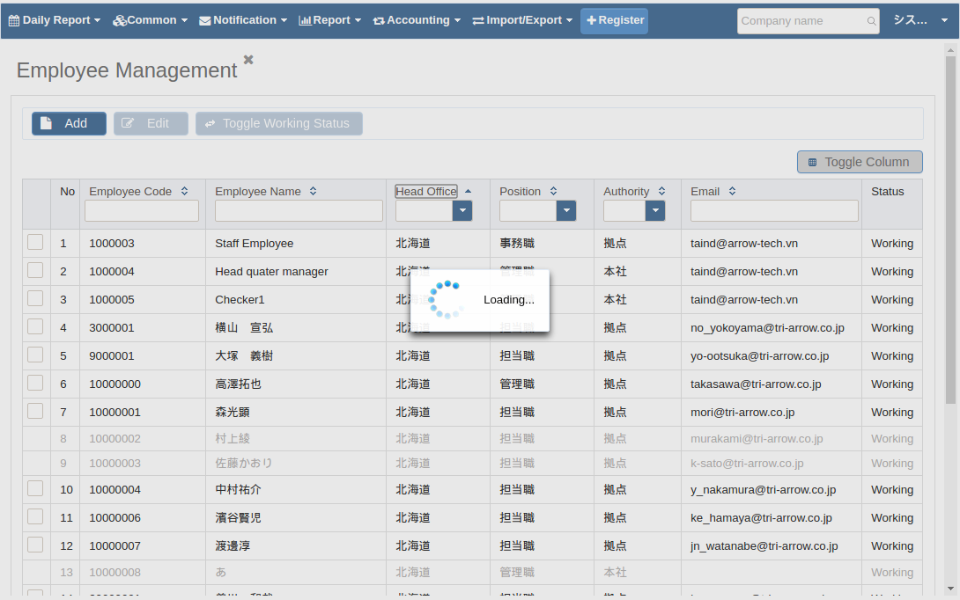 Daily Report Common Notification Report Accounting Import/Export Register Company name シス...
Employee Management
Add Edit Toggle Working Status
Toggle Column
No Employee Code Employee Name Head Office Position Authority Email Status
1 1000003 Staff Employee 北海道 事務職 拠点 taind@arrow-tech.vn Working
2 1000004 Head quater manager 北海道 管理職 本社 taind@arrow-tech.vn Working
3 1000005 Checker1 北海 本社 taind@arrow-tech.vn Working
Loading...
4 3000001 横山 宣弘 北海道 担当職 拠点 no_yokoyama@tri-arrow.co.jp Working
5 9000001 大塚 義樹 北海道 担当職 拠点 yo-ootsuka@tri-arrow.co.jp Working
6 10000000 高澤拓也 北海道 管理職 拠点 takasawa@tri-arrow.co.jp Working
7 10000001 森光顕 北海道 担当職 拠点 mori@tri-arrow.co.jp Working
8 10000002 村上綾 北海道 担当職 拠点 murakami@tri-arrow.co.jp Working
9 10000003 佐藤かおり 北海道 担当職 拠点 k-sato@tri-arrow.co.jp Working
10 10000004 中村祐介 北海道 担当職 拠点 y_nakamura@tri-arrow.co.jp Working
11 10000006 濱谷賢児 北海道 担当職 拠点 ke_hamaya@tri-arrow.co.jp Working
12 10000007 渡邊淳 北海道 担当職 拠点 jn_watanabe@tri-arrow.co.jp Working
13 10000008 あ 北海道 管理職 本社 Working